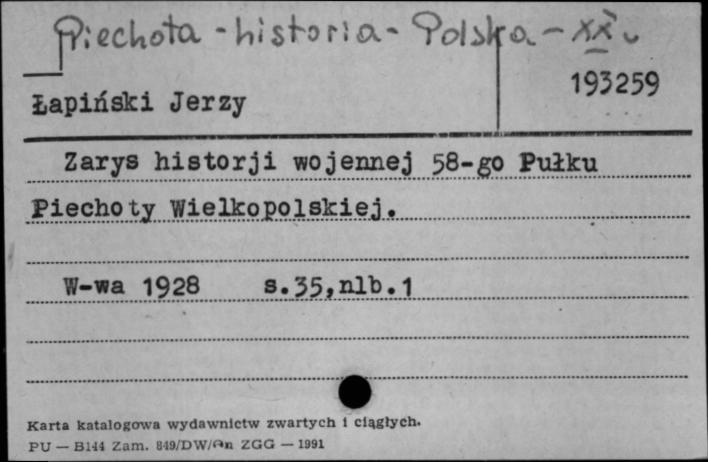 Piechota - historia - Polska - XX w
193259
Łapiński Jerzy
Zarys historji wojennej 58-go Pułku
Piechoty Wielkopolskiej.
W-wa 1928 s.35,nlb.1
Karta katalogowa wydawnictw zwartych i ciągłych.
PU — B144 Zam. 849/DW/An ZGG — 1991